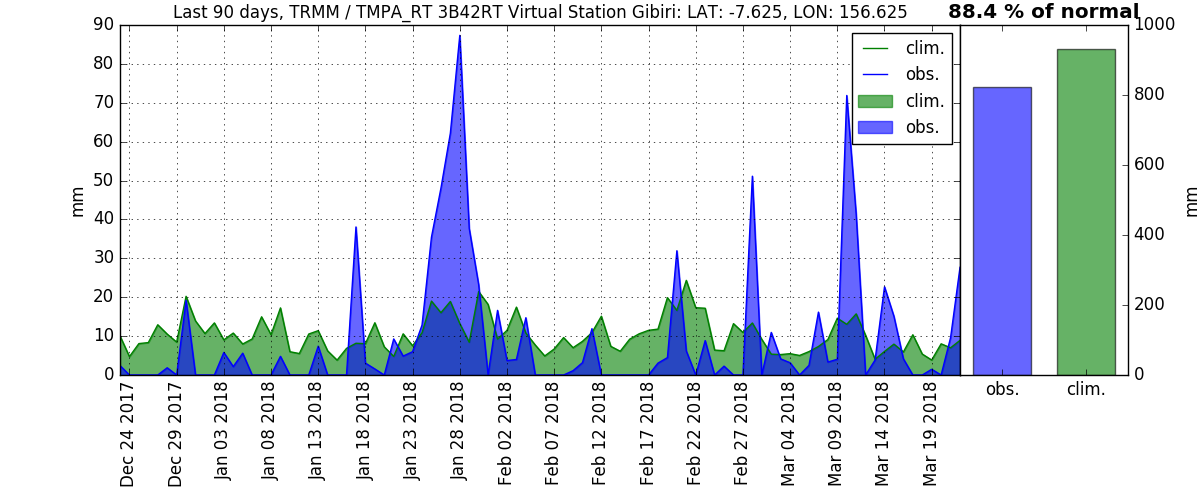 Last 90 days, TRMM / TMPA_RT 3B42RT Virtual Station Gibiri: LAT: -7.625, LON: 156.625
88.4 % of normal
90
80
70
60
50
40
30
20
10
0
mm
clim.
obs.
clim.
obs.
1000
800
600
400
200
0
mm
obs.
clim.
Dec 24 2017
Dec 29 2017
Jan 03 2018
Jan 08 2018
Jan 13 2018
Jan 18 2018
Jan 23 2018
Jan 28 2018
Feb 02 2018
Feb 07 2018
Feb 12 2018
Feb 17 2018
Feb 22 2018
Feb 27 2018
Mar 04 2018
Mar 09 2018
Mar 14 2018
Mar 19 2018